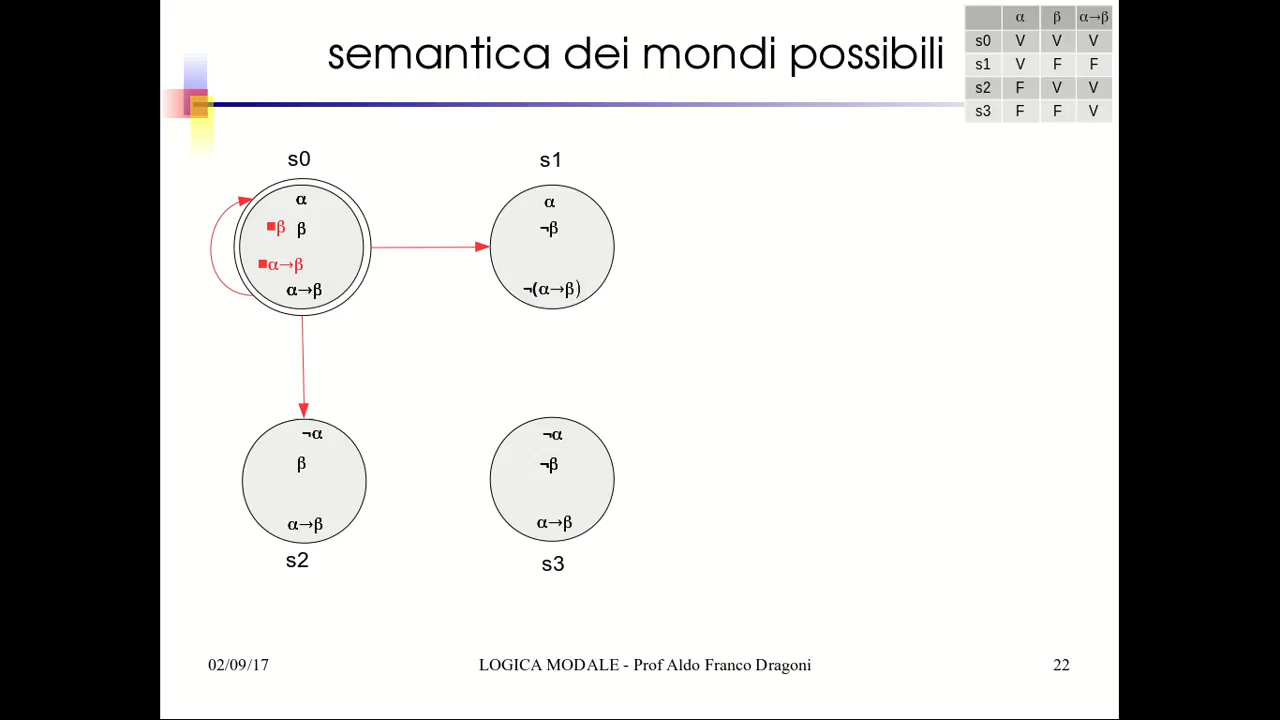 semantica dei mondi possibili
α β α→β
s0 V V V
s1 V F F
s2 F V V
s3 F F V
s0
α
■β β
■α→β
α→β
s1
α
¬β
¬(α→β)
¬α
β
α→β
s2
¬α
¬β
α→β
s3
02/09/17 LOGICA MODALE - Prof Aldo Franco Dragoni 22